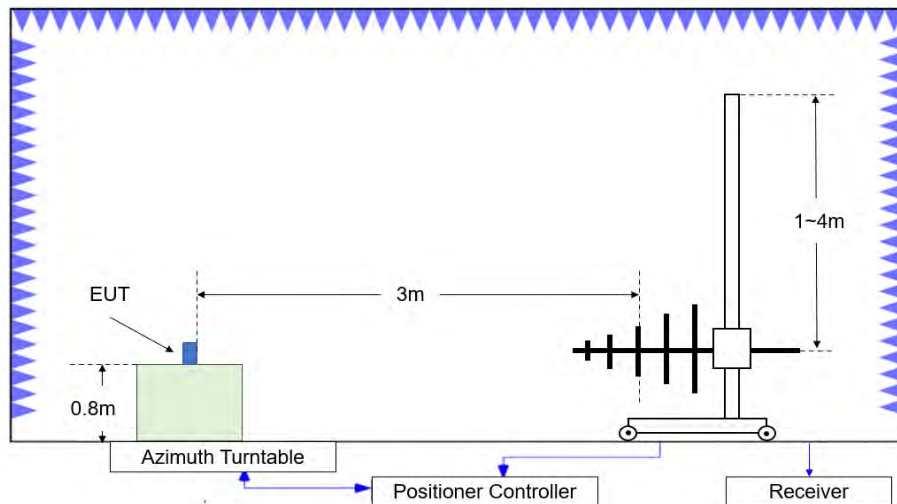 1~4m
EUT
3m
0.8m
Azimuth Turntable
Positioner Controller
Receiver